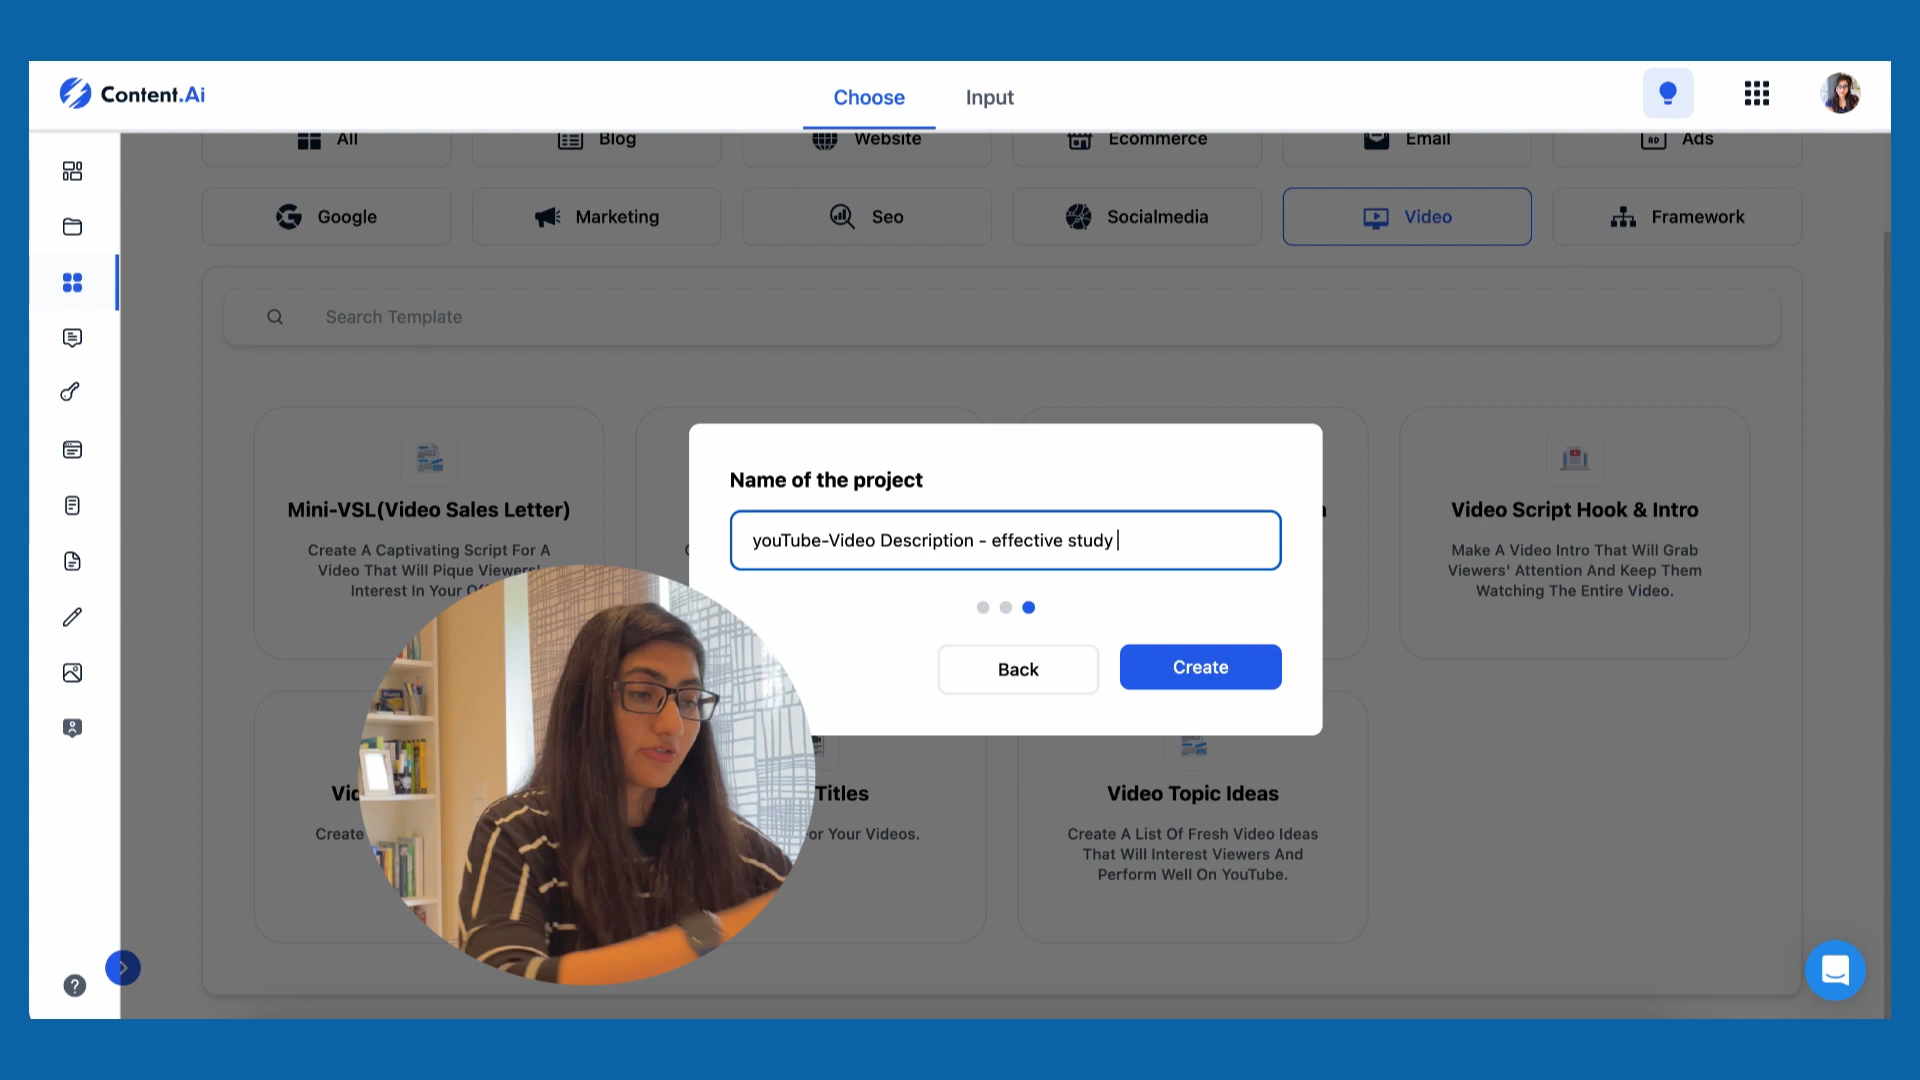 Content.Ai
Choose
Input
All
Blog
Website
Ecommerce
Email
Ads
Google
Marketing
Seo
Socialmedia
Video
Framework
Search Template
Mini-VSL(Video Sales Letter)
Create A Captivating Script For A
Video That Will Pique Viewers'
Interest In Your
Name of the project
youTube-Video Description - effective study
Back
Create
Video Script Hook & Intro
Make A Video Intro That Will Grab
Viewers' Attention And Keep Them
Watching The Entire Video.
Create
Titles
or Your Videos.
Video Topic Ideas
Create A List Of Fresh Video Ideas
That Will Interest Viewers And
Perform Well On YouTube.